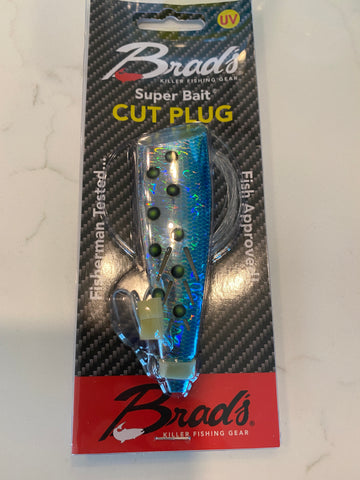 UV
Brad's
KILLER FISHING GEAR
Super Bait®
CUT PLUG
Fisherman Tested...
Fish Approved!
Brad's®
KILLER FISHING GEAR